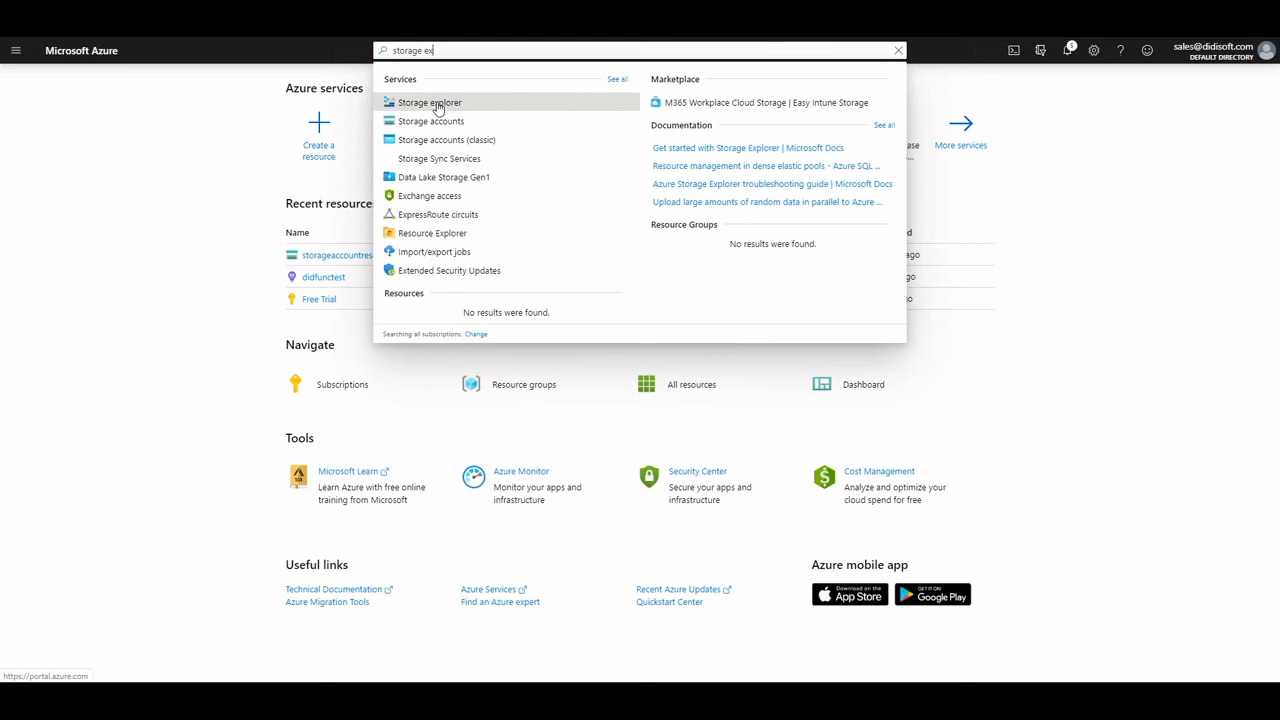 Microsoft Azure
storage ex
sales@didisoft.com
DEFAULT DIRECTORY
5
Azure services
Create a
resource
More services
Services
See all
Storage explorer
Storage accounts
Storage accounts (classic)
Storage Sync Services
Data Lake Storage Gen1
Exchange access
ExpressRoute circuits
Resource Explorer
Import/export jobs
Extended Security Updates
Resources
No results were found.
Searching all subscriptions. Change
Marketplace
M365 Workplace Cloud Storage | Easy Intune Storage
Documentation
See all
Get started with Storage Explorer | Microsoft Docs
Resource management in dense elastic pools - Azure SQL ...
Azure Storage Explorer troubleshooting guide | Microsoft Docs
Upload large amounts of random data in parallel to Azure ...
Resource Groups
No results were found.
Recent resources
Name
storageaccountres
ago
didfunctest
ago
Free Trial
ago
Navigate
Subscriptions
Resource groups
All resources
Dashboard
Tools
Microsoft Learn
Learn Azure with free online
training from Microsoft
Azure Monitor
Monitor your apps and
infrastructure
Security Center
Secure your apps and
infrastructure
Cost Management
Analyze and optimize your
cloud spend for free
Useful links
Technical Documentation
Azure Services
Recent Azure Updates
Azure Migration Tools
Find an Azure expert
Quickstart Center
Azure mobile app
Download on the
App Store
GET IT ON
Google Play
https://portal.azure.com